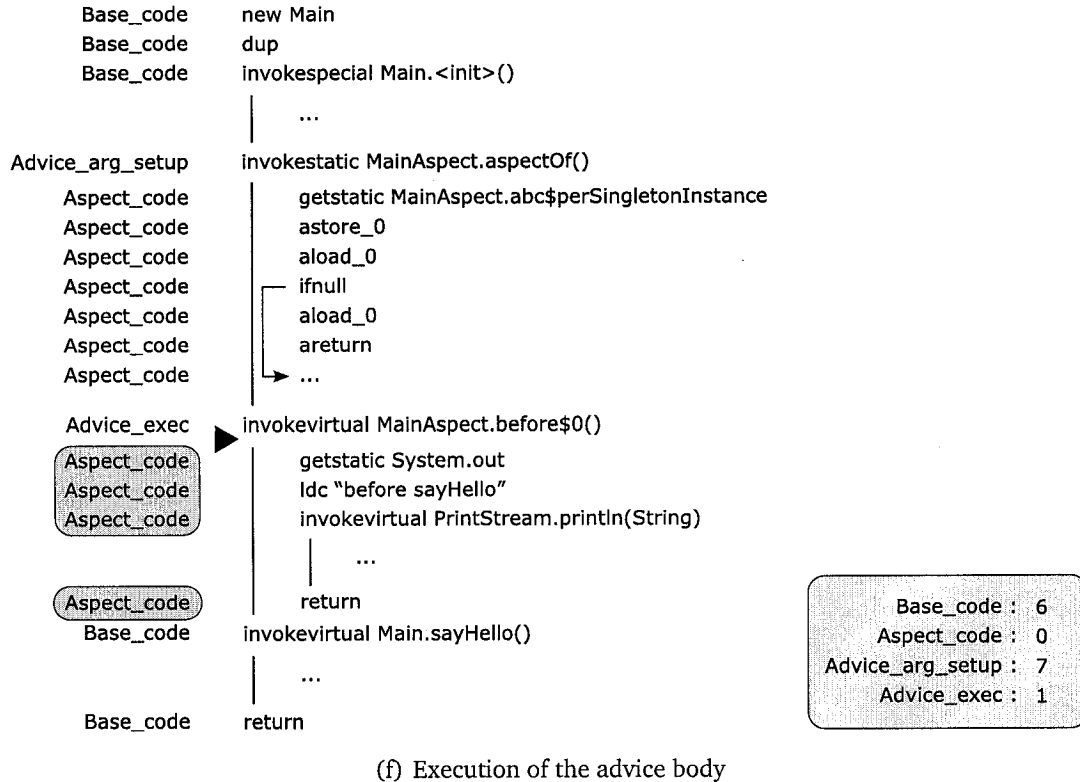 Base_code new Main
Base_code dup
Base_code invokespecial Main.<init>()
...
Advice_arg_setup invokestatic MainAspect.aspectOf()
Aspect_code getstatic MainAspect.abc$perSingletonInstance
Aspect_code astore_0
Aspect_code aload_0
Aspect_code ifnull
Aspect_code aload_0
Aspect_code areturn
Aspect_code ...
Advice_exec invokevirtual MainAspect.before$0()
Aspect_code getstatic System.out
Aspect_code ldc “before sayHello”
Aspect_code invokevirtual PrintStream.println(String)
...
Aspect_code return
Base_code invokevirtual Main.sayHello()
...
Base_code return
Base_code : 6
Aspect_code : 0
Advice_arg_setup : 7
Advice_exec : 1
(f) Execution of the advice body